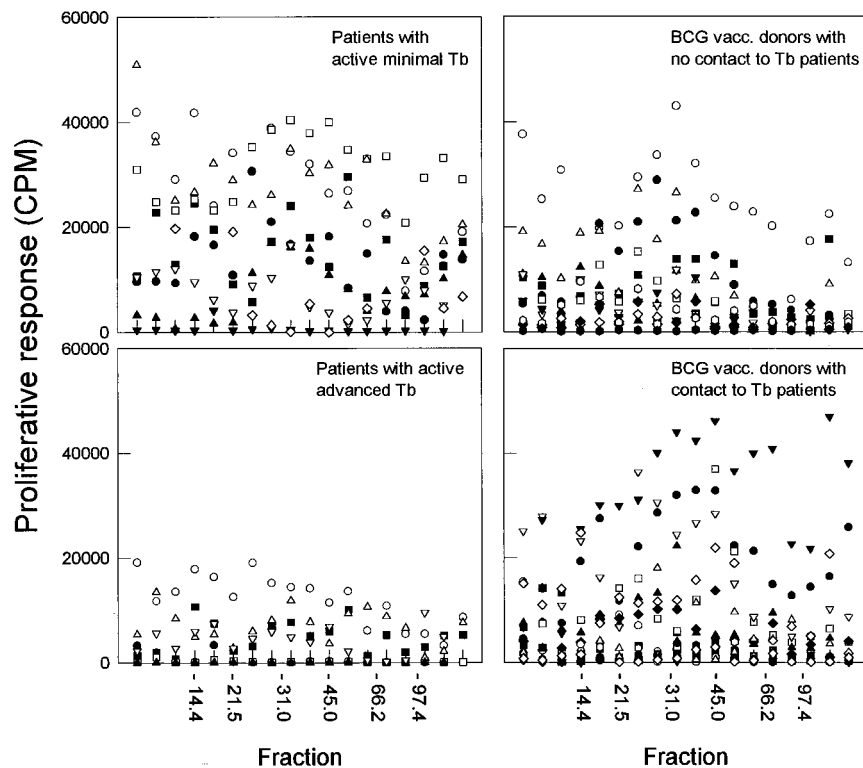 Proliferative response (CPM)
60000
40000
20000
0
Patients with
active minimal Tb
BCG vacc. donors with
no contact to Tb patients
60000
40000
20000
0
Patients with active
advanced Tb
BCG vacc. donors with
contact to Tb patients
- 14.4
- 21.5
- 31.0
- 45.0
- 66.2
- 97.4
- 14.4
- 21.5
- 31.0
- 45.0
- 66.2
- 97.4
Fraction
Fraction